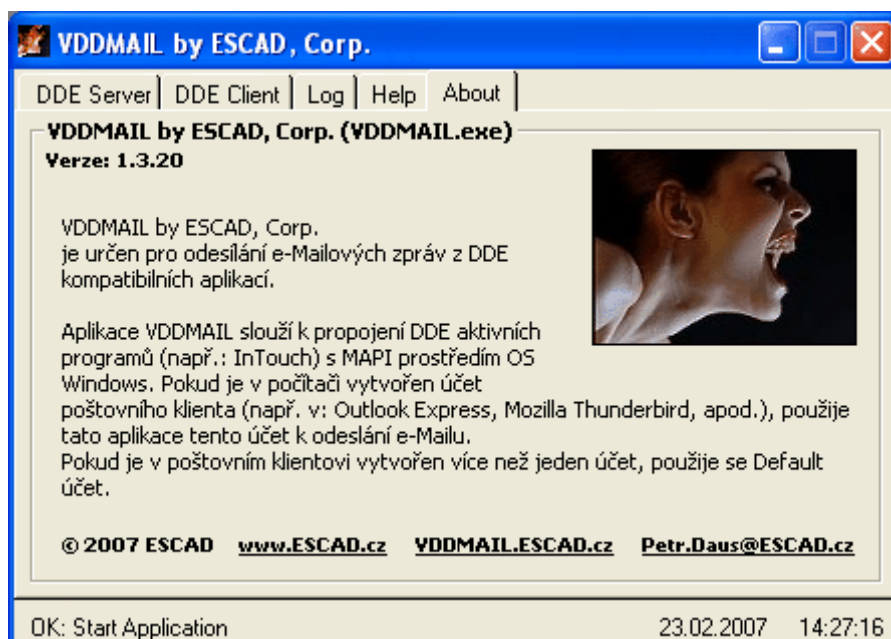 VDDMAIL by ESCAD, Corp.
DDE Server DDE Client Log Help About
VDDMAIL by ESCAD, Corp. (VDDMAIL.exe)
Verze: 1.3.20
VDDMAIL by ESCAD, Corp.
je určen pro odesílání e-Mailových zpráv z DDE
kompatibilních aplikací.
Aplikace VDDMAIL slouží k propojení DDE aktivních
programů (např.: InTouch) s MAPI prostředím OS
Windows. Pokud je v počítači vytvořen účet
poštovního klienta (např. v: Outlook Express, Mozilla Thunderbird, apod.), použije
tato aplikace tento účet k odeslání e-Mailu.
Pokud je v poštovním klientovi vytvořen více než jeden účet, použije se Default
účet.
© 2007 ESCAD www.ESCAD.cz VDDMAIL.ESCAD.cz Petr.Daus@ESCAD.cz
OK: Start Application 23.02.2007 14:27:16